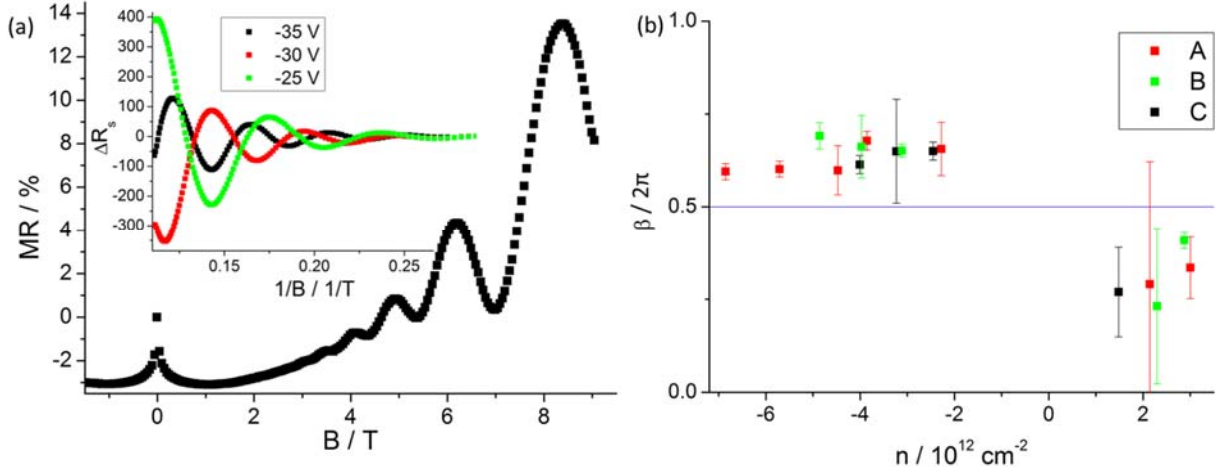 (a)
14
12
10
8
6
4
2
0
-2
MR / %
-2 0 2 4 6 8
B / T
400
300
200
100
0
-100
-200
-300
ΔRs
-35 V
-30 V
-25 V
0.15 0.20 0.25
1/B / 1/T
(b)
1.0
0.5
0.0
β / 2π
A
B
C
-6 -4 -2 0 2
n / 10¹² cm⁻²